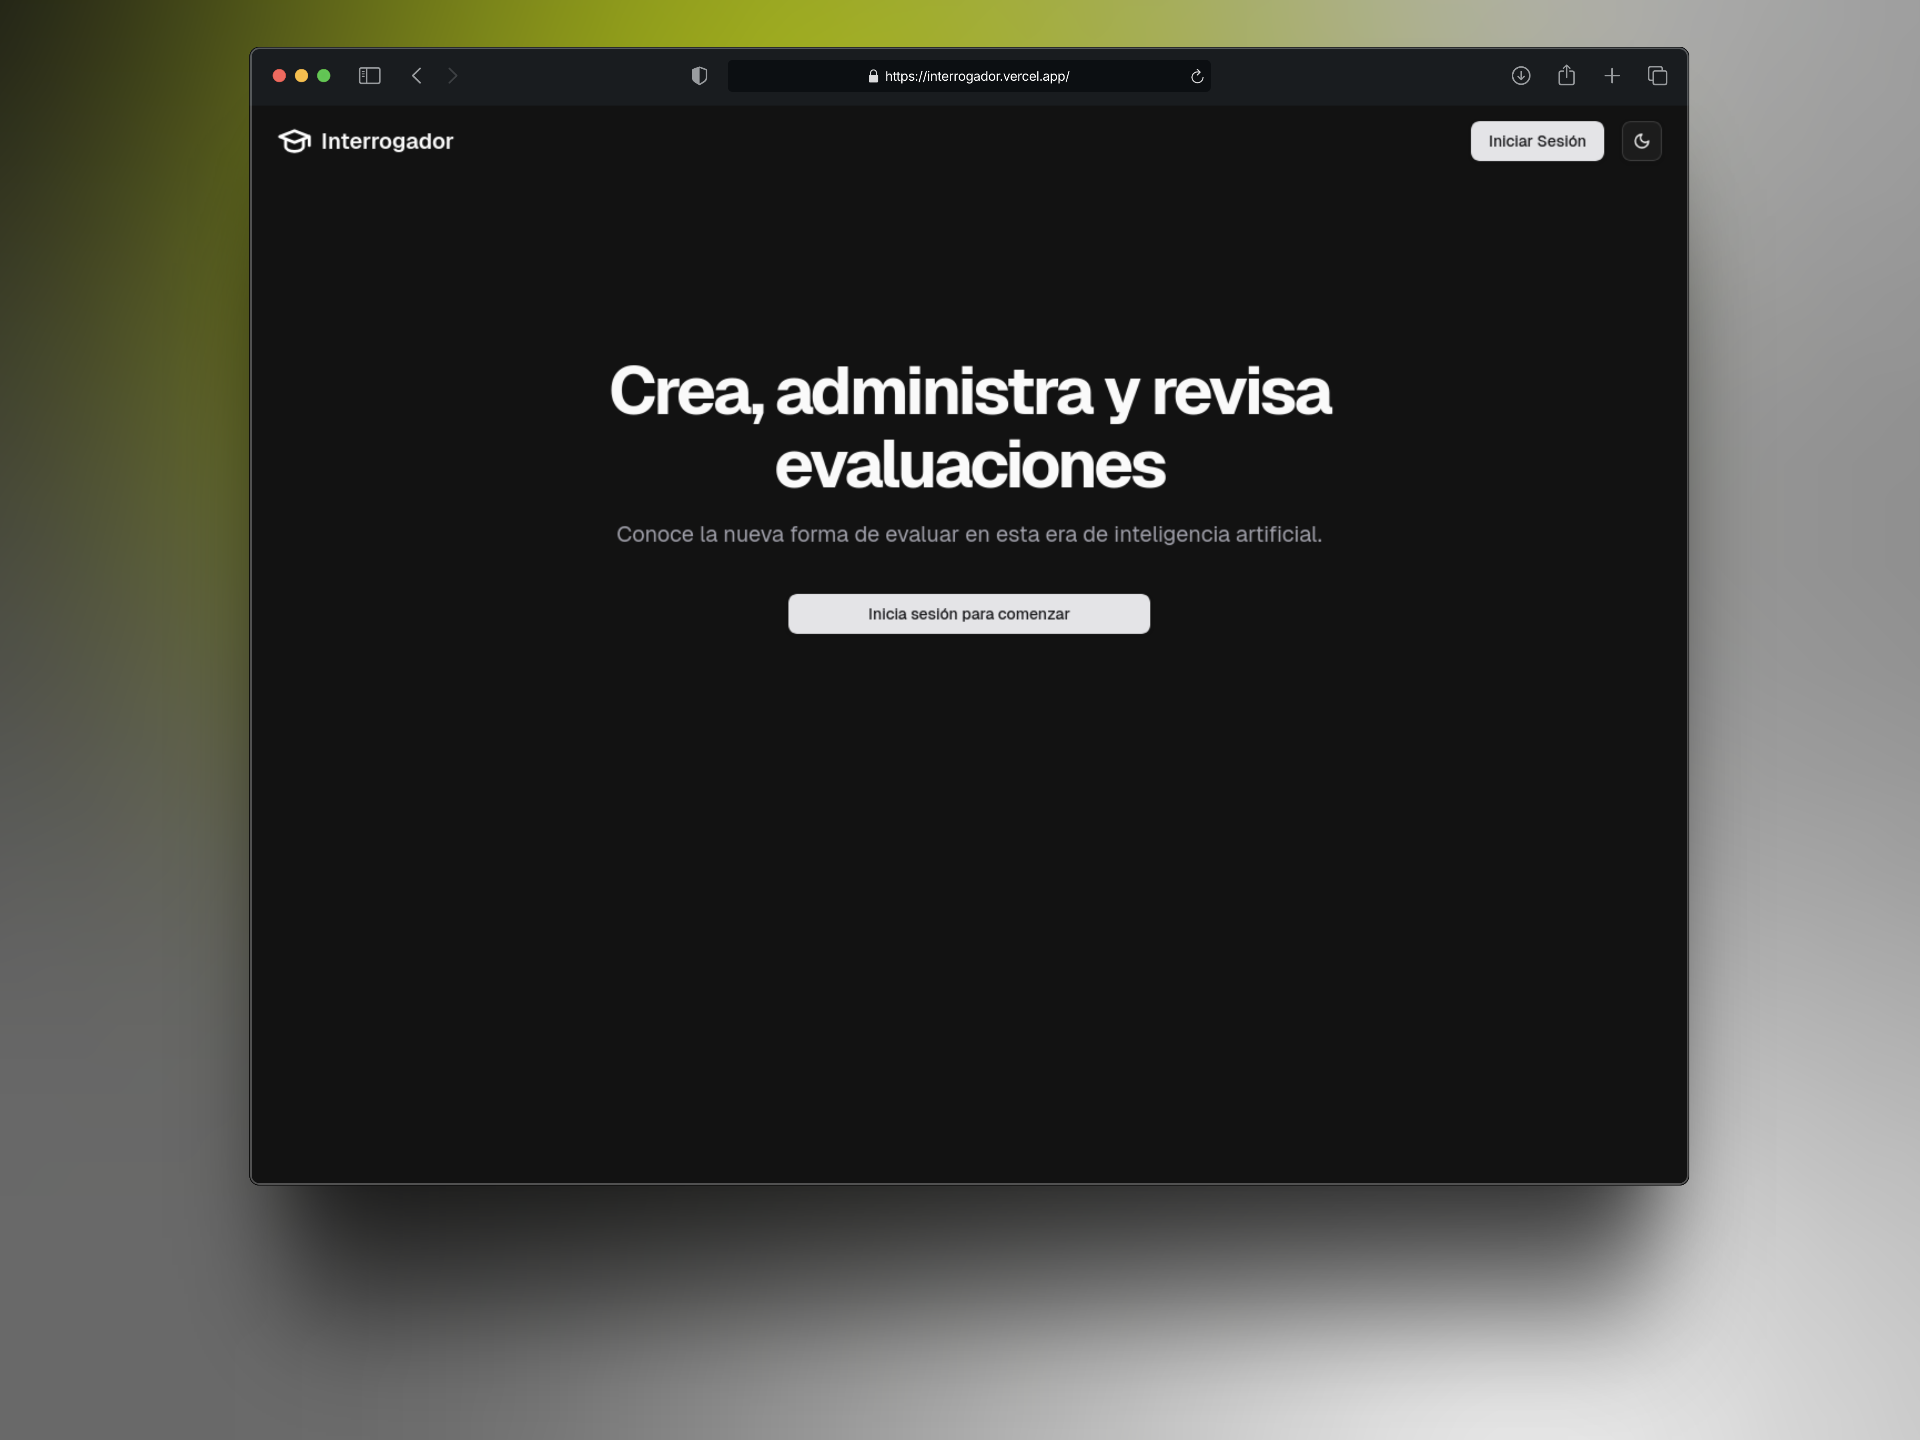 https://interrogador.vercel.app/
Interrogador
Iniciar Sesión
Crea, administra y revisa
evaluaciones
Conoce la nueva forma de evaluar en esta era de inteligencia artificial.
Inicia sesión para comenzar